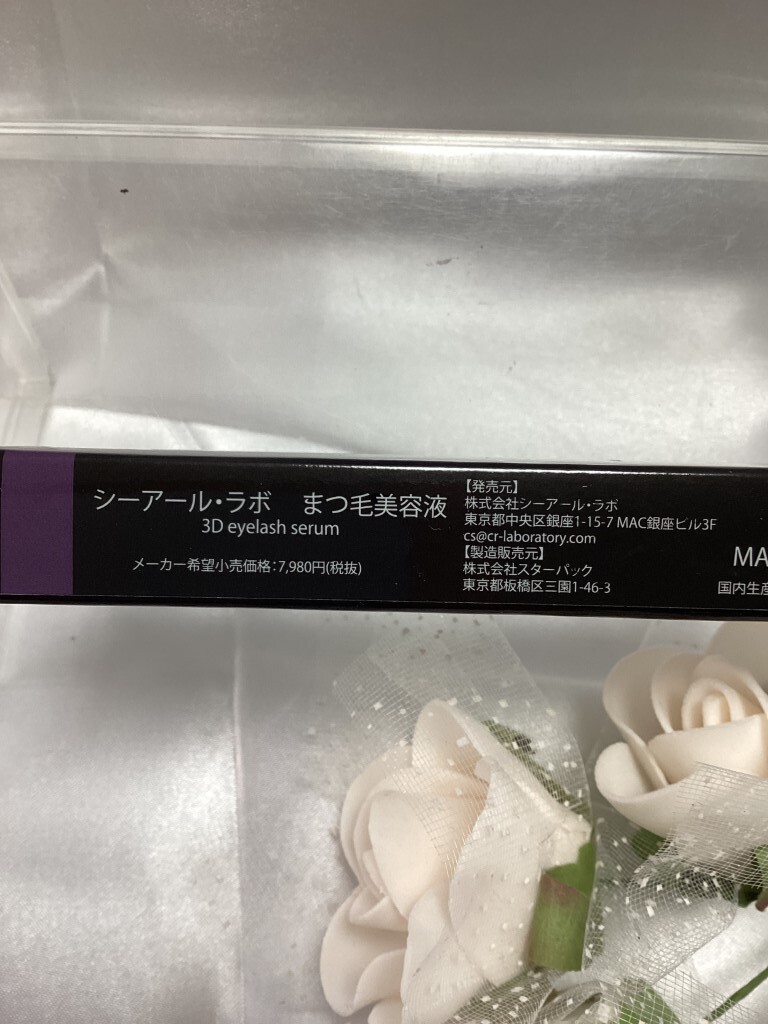 シーアール・ラボ　まつ毛美容液
3D eyelash serum
メーカー希望小売価格：7,980円(税抜)
【発売元】
株式会社シーアール・ラボ
東京都中央区銀座1-15-7 MAC銀座ビル3F
cs@cr-laboratory.com
【製造販売元】
株式会社スターパック
東京都板橋区三園1-46-3
MA
国内生産